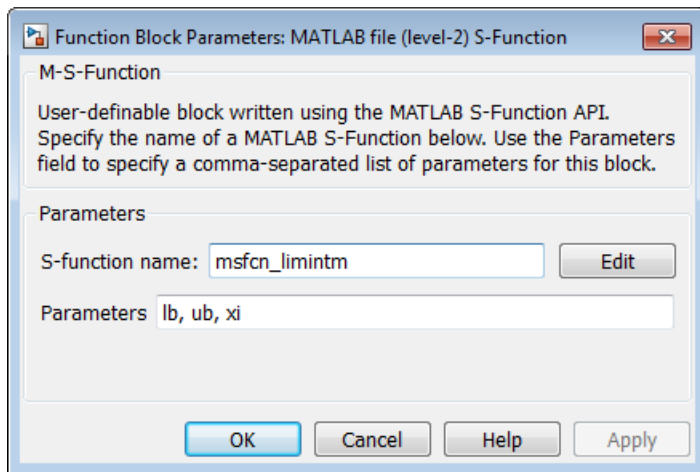 Function Block Parameters: MATLAB file (level-2) S-Function
M-S-Function
User-definable block written using the MATLAB S-Function API.
Specify the name of a MATLAB S-Function below. Use the Parameters
field to specify a comma-separated list of parameters for this block.
Parameters
S-function name: msfcn_limintm Edit
Parameters lb, ub, xi
OK Cancel Help Apply